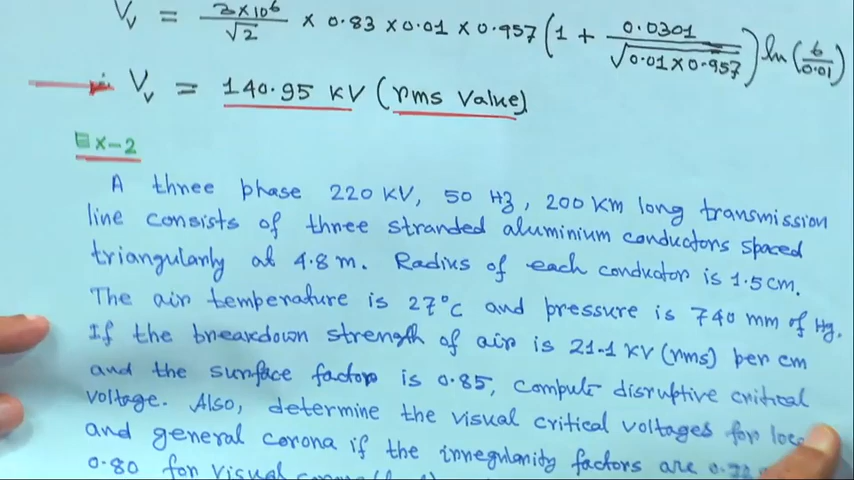 V_v = 3×10^6/√2 × 0.83 × 0.01 × 0.957 (1 + 0.0301/√(0.01×0.957)) ln(6/0.01)
∴ V_v = 140.95 KV (rms value)
Ex-2
A three phase 220 KV, 50 Hz, 200 Km long transmission
line consists of three stranded aluminium conductors spaced
triangularly at 4.8 m. Radius of each conductor is 1.5 cm.
The air temperature is 27°C and pressure is 740 mm of Hg.
If the breakdown strength of air is 21.1 KV (rms) per cm
and the surface factor is 0.85, compute disruptive critical
voltage. Also, determine the visual critical voltages for
and general corona if the irregularity factors are
0.80 for visual